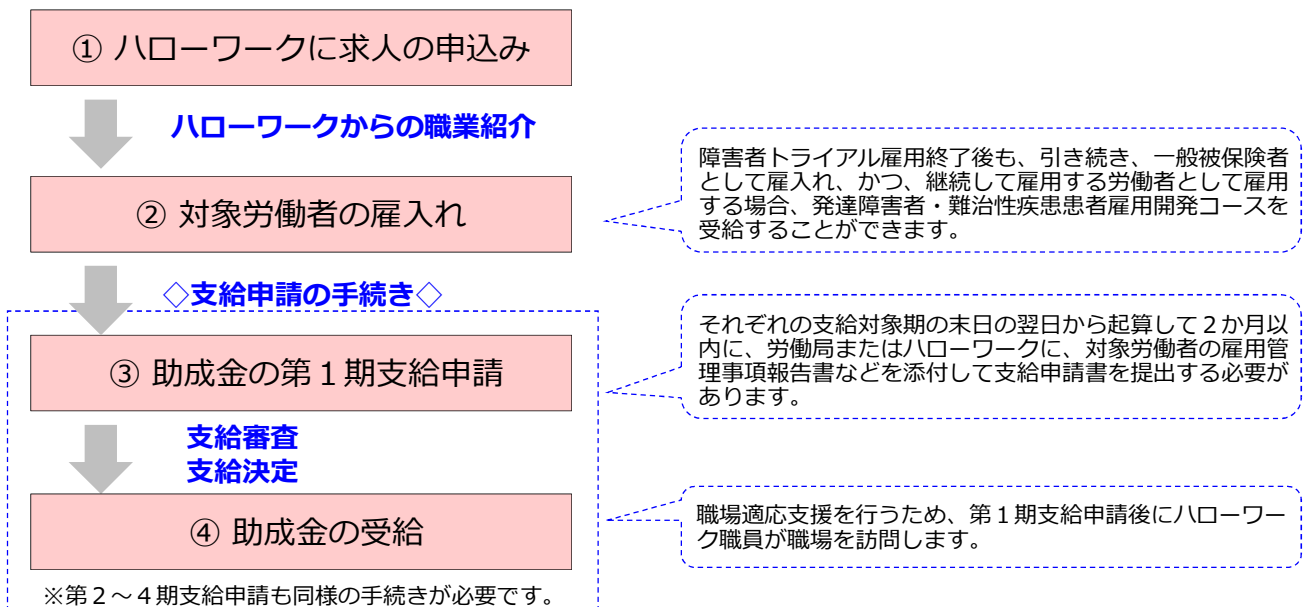 ① ハローワークに求人の申込み
ハローワークからの職業紹介
② 対象労働者の雇入れ
障害者トライアル雇用終了後も、引き続き、一般被保険者
として雇入れ、かつ、継続して雇用する労働者として雇用
する場合、発達障害者・難治性疾患患者雇用開発コースを
受給することができます。
◇支給申請の手続き◇
③ 助成金の第１期支給申請
それぞれの支給対象期の末日の翌日から起算して２か月以
内に、労働局またはハローワークに、対象労働者の雇用管
理事項報告書などを添付して支給申請書を提出する必要が
あります。
支給審査
支給決定
④ 助成金の受給
職場適応支援を行うため、第１期支給申請後にハローワー
ク職員が職場を訪問します。
※第２～４期支給申請も同様の手続きが必要です。